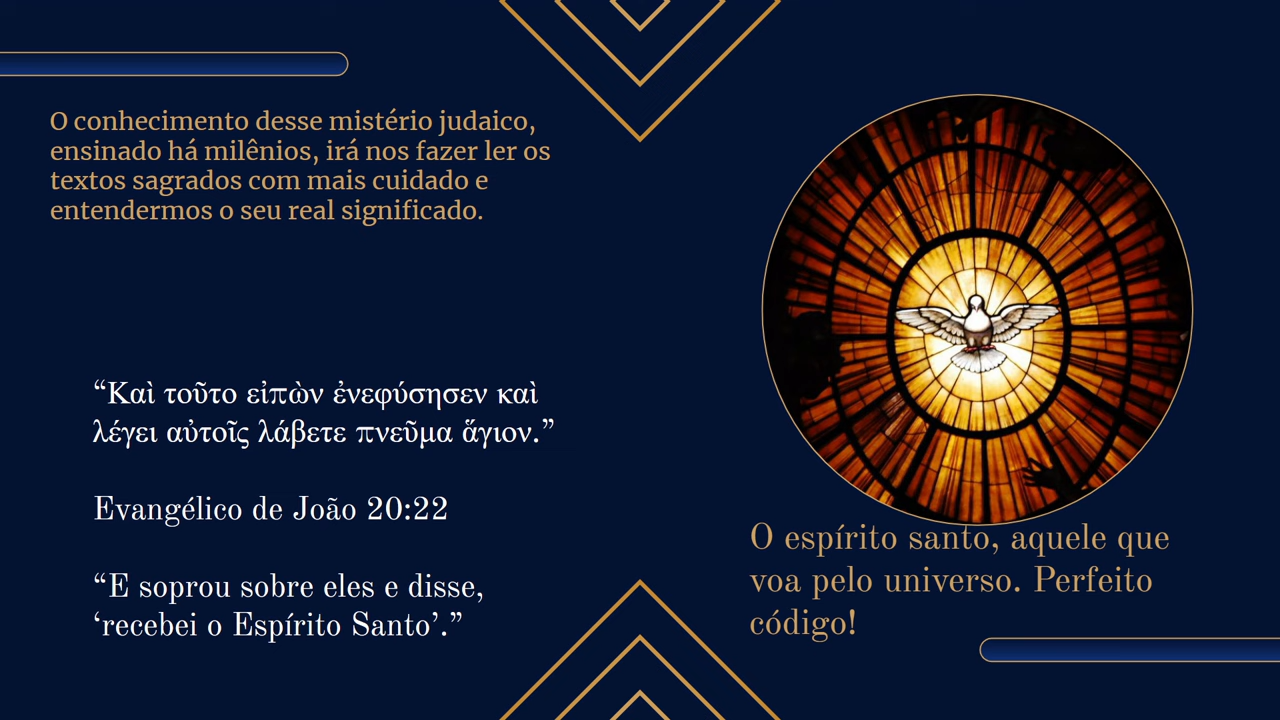 O conhecimento desse mistério judaico,
ensinado há milênios, irá nos fazer ler os
textos sagrados com mais cuidado e
entendermos o seu real significado.
“Καὶ τοῦτο εἰπὼν ἐνεφύσησεν καὶ
λέγει αὐτοῖς λάβετε πνεῦμα ἅγιον.”
Evangélico de João 20:22
“E soprou sobre eles e disse,
‘recebei o Espírito Santo’.”
O espírito santo, aquele que
voa pelo universo. Perfeito
código!